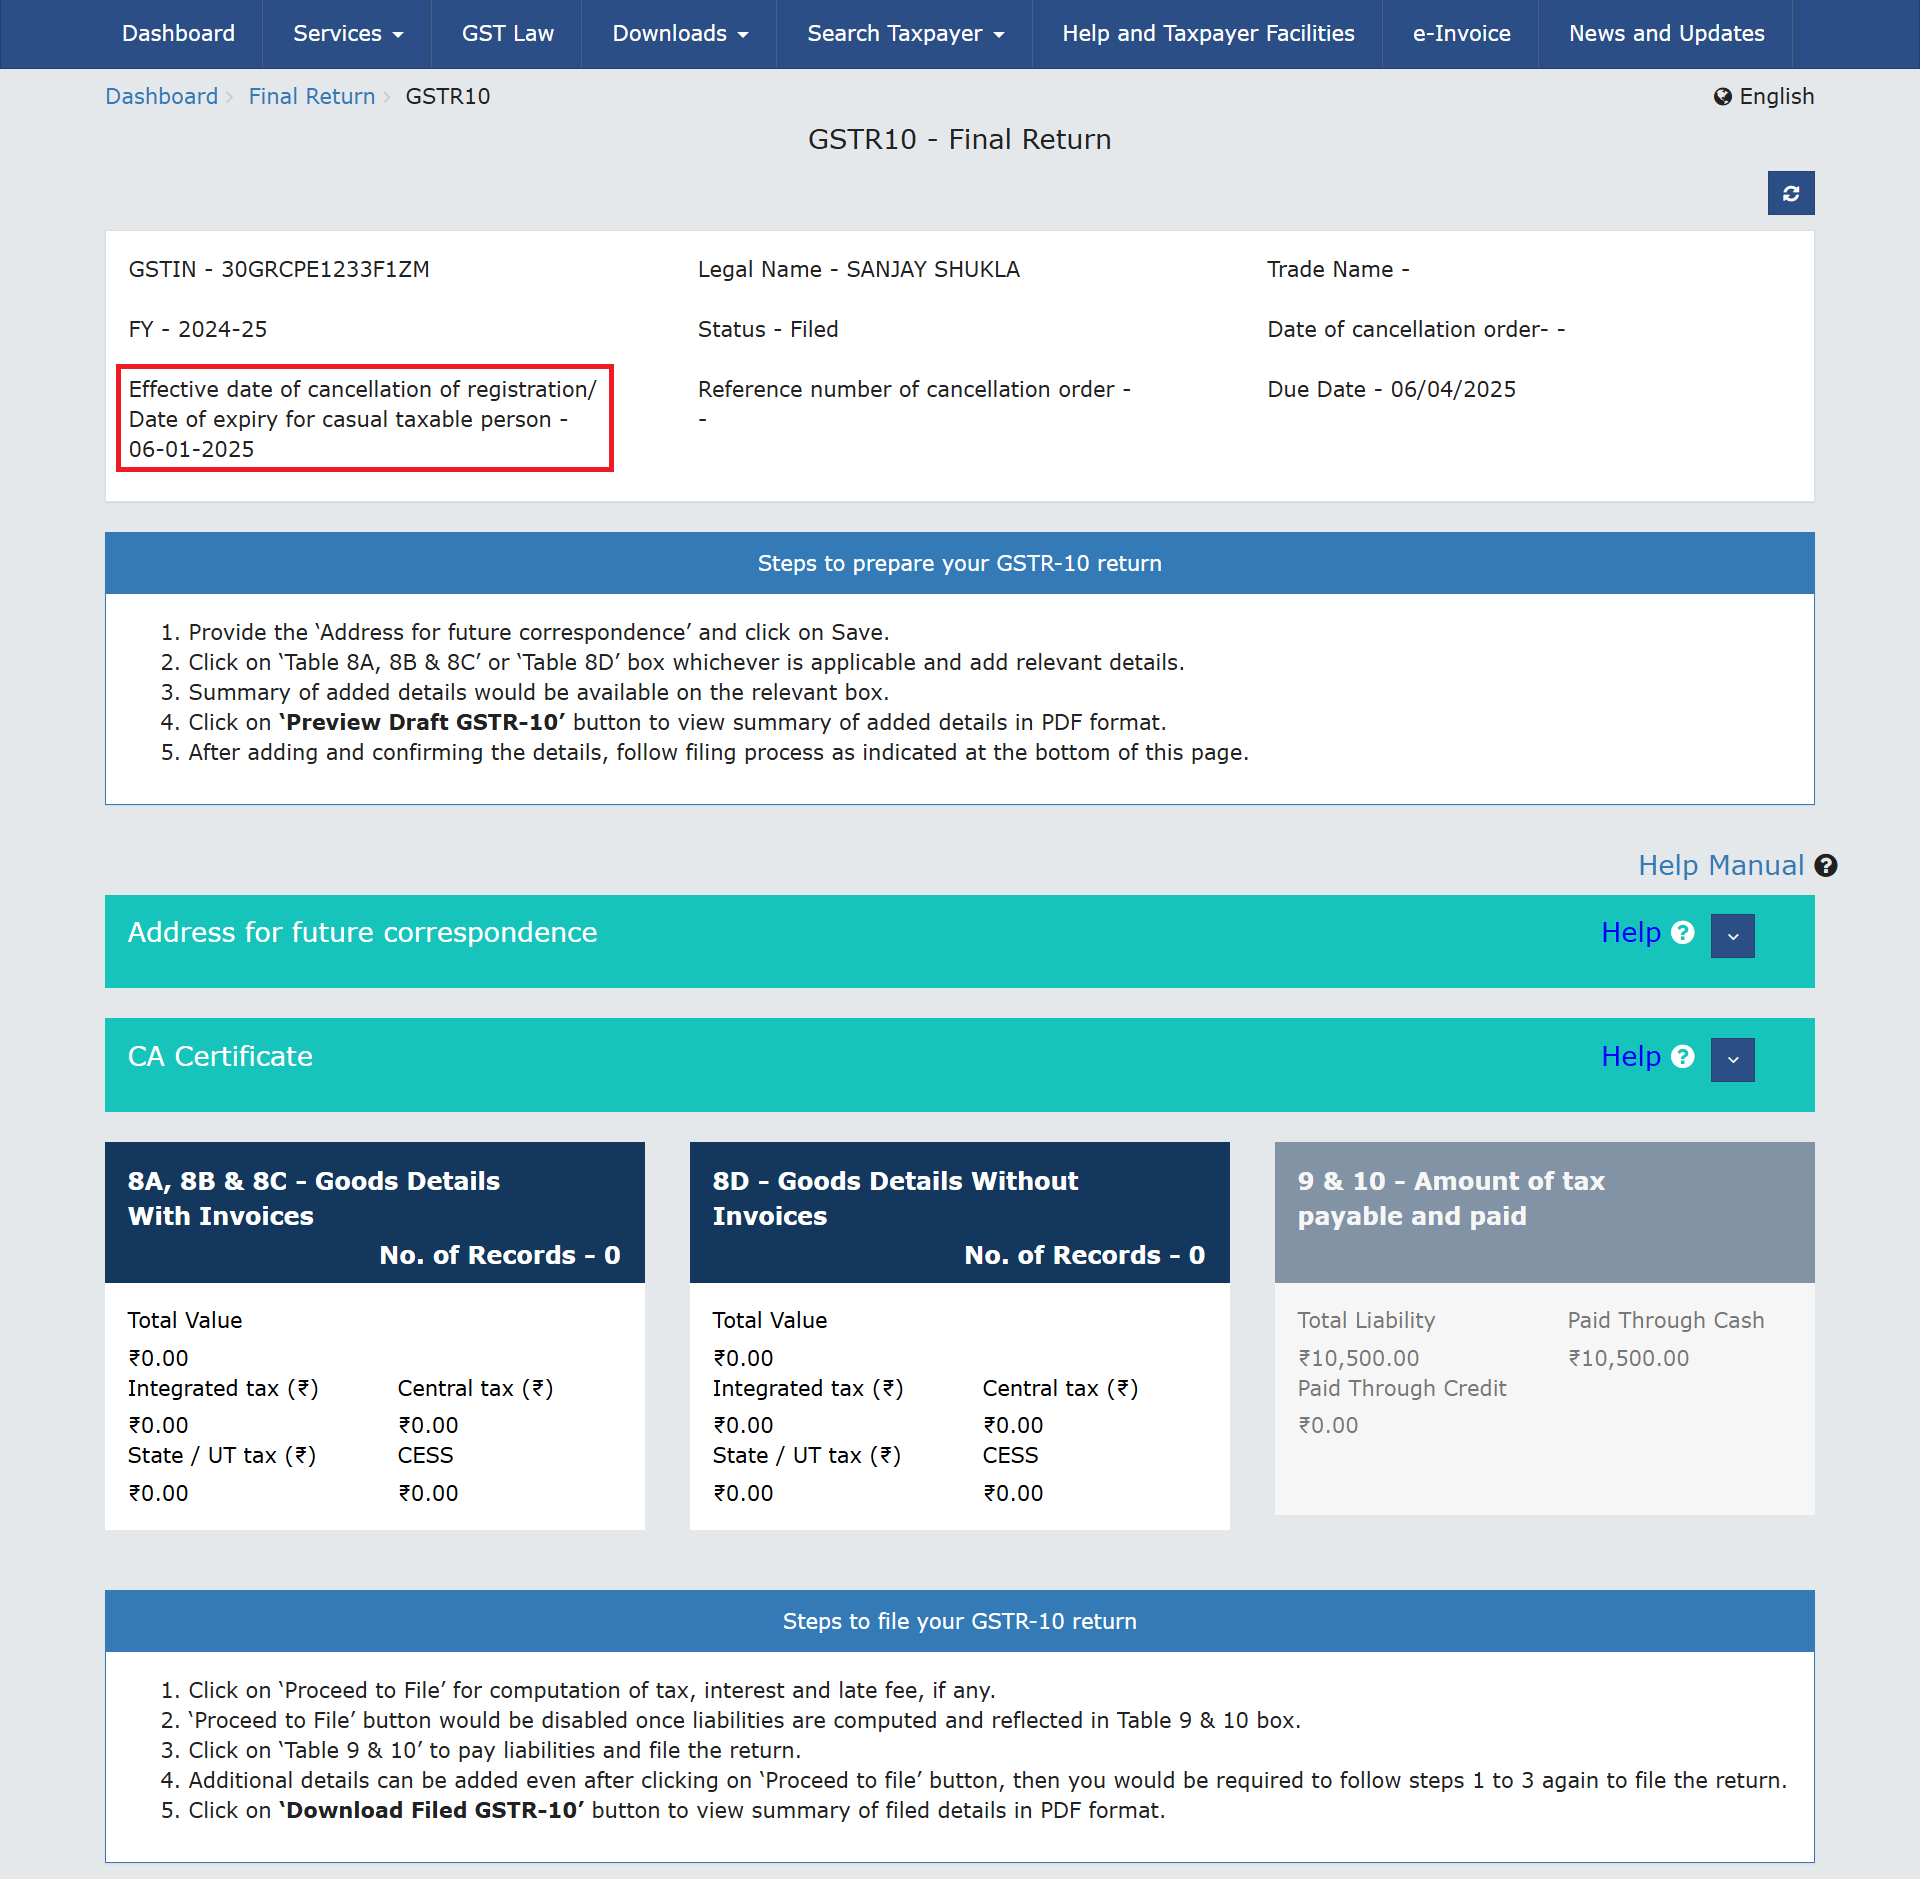 Dashboard Services GST Law Downloads Search Taxpayer Help and Taxpayer Facilities e-Invoice News and Updates
Dashboard Final Return GSTR10 English
GSTR10 - Final Return
GSTIN - 30GRCPE1233F1ZM Legal Name - SANJAY SHUKLA Trade Name -
FY - 2024-25 Status - Filed Date of cancellation order- -
Effective date of cancellation of registration/ Reference number of cancellation order - Due Date - 06/04/2025
Date of expiry for casual taxable person - -
06-01-2025
Steps to prepare your GSTR-10 return
1. Provide the ‘Address for future correspondence’ and click on Save.
2. Click on ‘Table 8A, 8B & 8C’ or ‘Table 8D’ box whichever is applicable and add relevant details.
3. Summary of added details would be available on the relevant box.
4. Click on ‘Preview Draft GSTR-10’ button to view summary of added details in PDF format.
5. After adding and confirming the details, follow filing process as indicated at the bottom of this page.
Help Manual ?
Address for future correspondence Help ?
CA Certificate Help ?
8A, 8B & 8C – Goods Details
With Invoices
No. of Records – 0
Total Value
₹0.00
Integrated tax (₹) Central tax (₹)
₹0.00 ₹0.00
State / UT tax (₹) CESS
₹0.00 ₹0.00
8D – Goods Details Without
Invoices
No. of Records – 0
Total Value
₹0.00
Integrated tax (₹) Central tax (₹)
₹0.00 ₹0.00
State / UT tax (₹) CESS
₹0.00 ₹0.00
9 & 10 – Amount of tax
payable and paid
Total Liability Paid Through Cash
₹10,500.00 ₹10,500.00
Paid Through Credit
₹0.00
Steps to file your GSTR-10 return
1. Click on ‘Proceed to File’ for computation of tax, interest and late fee, if any.
2. ‘Proceed to File’ button would be disabled once liabilities are computed and reflected in Table 9 & 10 box.
3. Click on ‘Table 9 & 10’ to pay liabilities and file the return.
4. Additional details can be added even after clicking on ‘Proceed to file’ button, then you would be required to follow steps 1 to 3 again to file the return.
5. Click on ‘Download Filed GSTR-10’ button to view summary of filed details in PDF format.